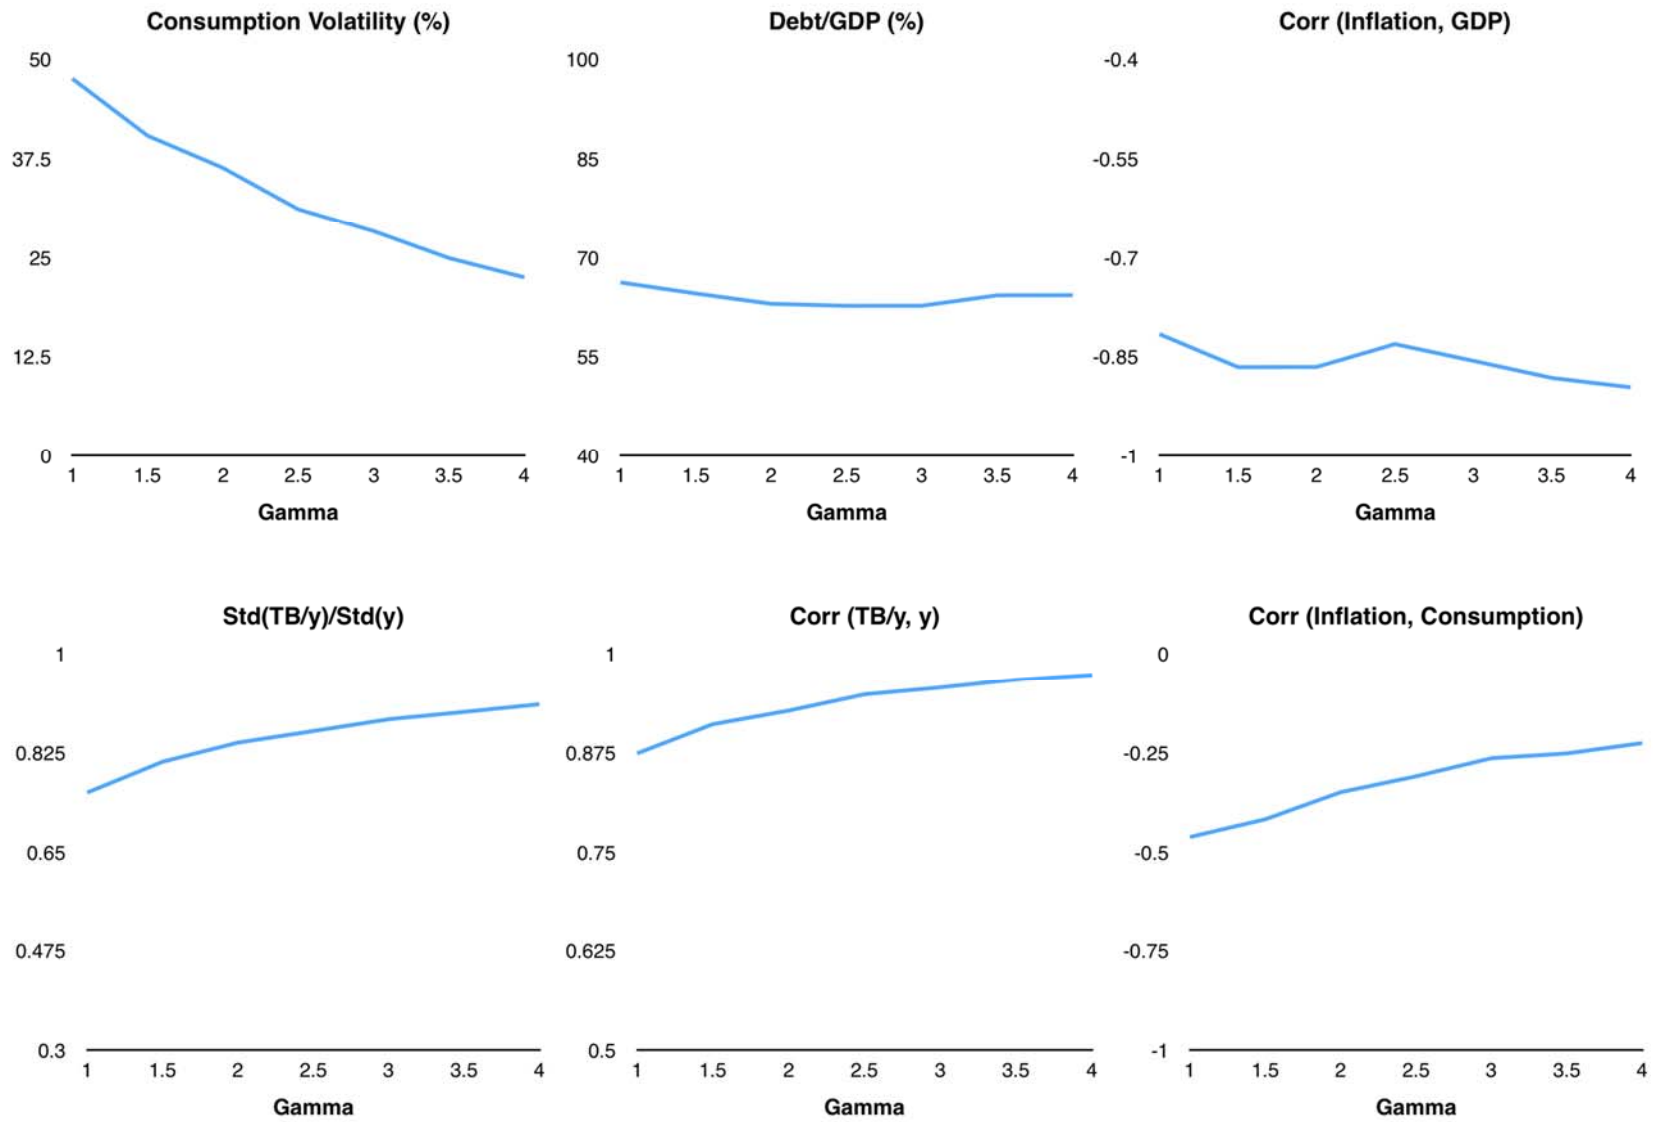 Consumption Volatility (%)
50
37.5
25
12.5
0
1 1.5 2 2.5 3 3.5 4
Gamma
Debt/GDP (%)
100
85
70
55
40
1 1.5 2 2.5 3 3.5 4
Gamma
Corr (Inflation, GDP)
-0.4
-0.55
-0.7
-0.85
-1
1 1.5 2 2.5 3 3.5 4
Gamma
Std(TB/y)/Std(y)
1
0.825
0.65
0.475
0.3
1 1.5 2 2.5 3 3.5 4
Gamma
Corr (TB/y, y)
1
0.875
0.75
0.625
0.5
1 1.5 2 2.5 3 3.5 4
Gamma
Corr (Inflation, Consumption)
0
-0.25
-0.5
-0.75
-1
1 1.5 2 2.5 3 3.5 4
Gamma